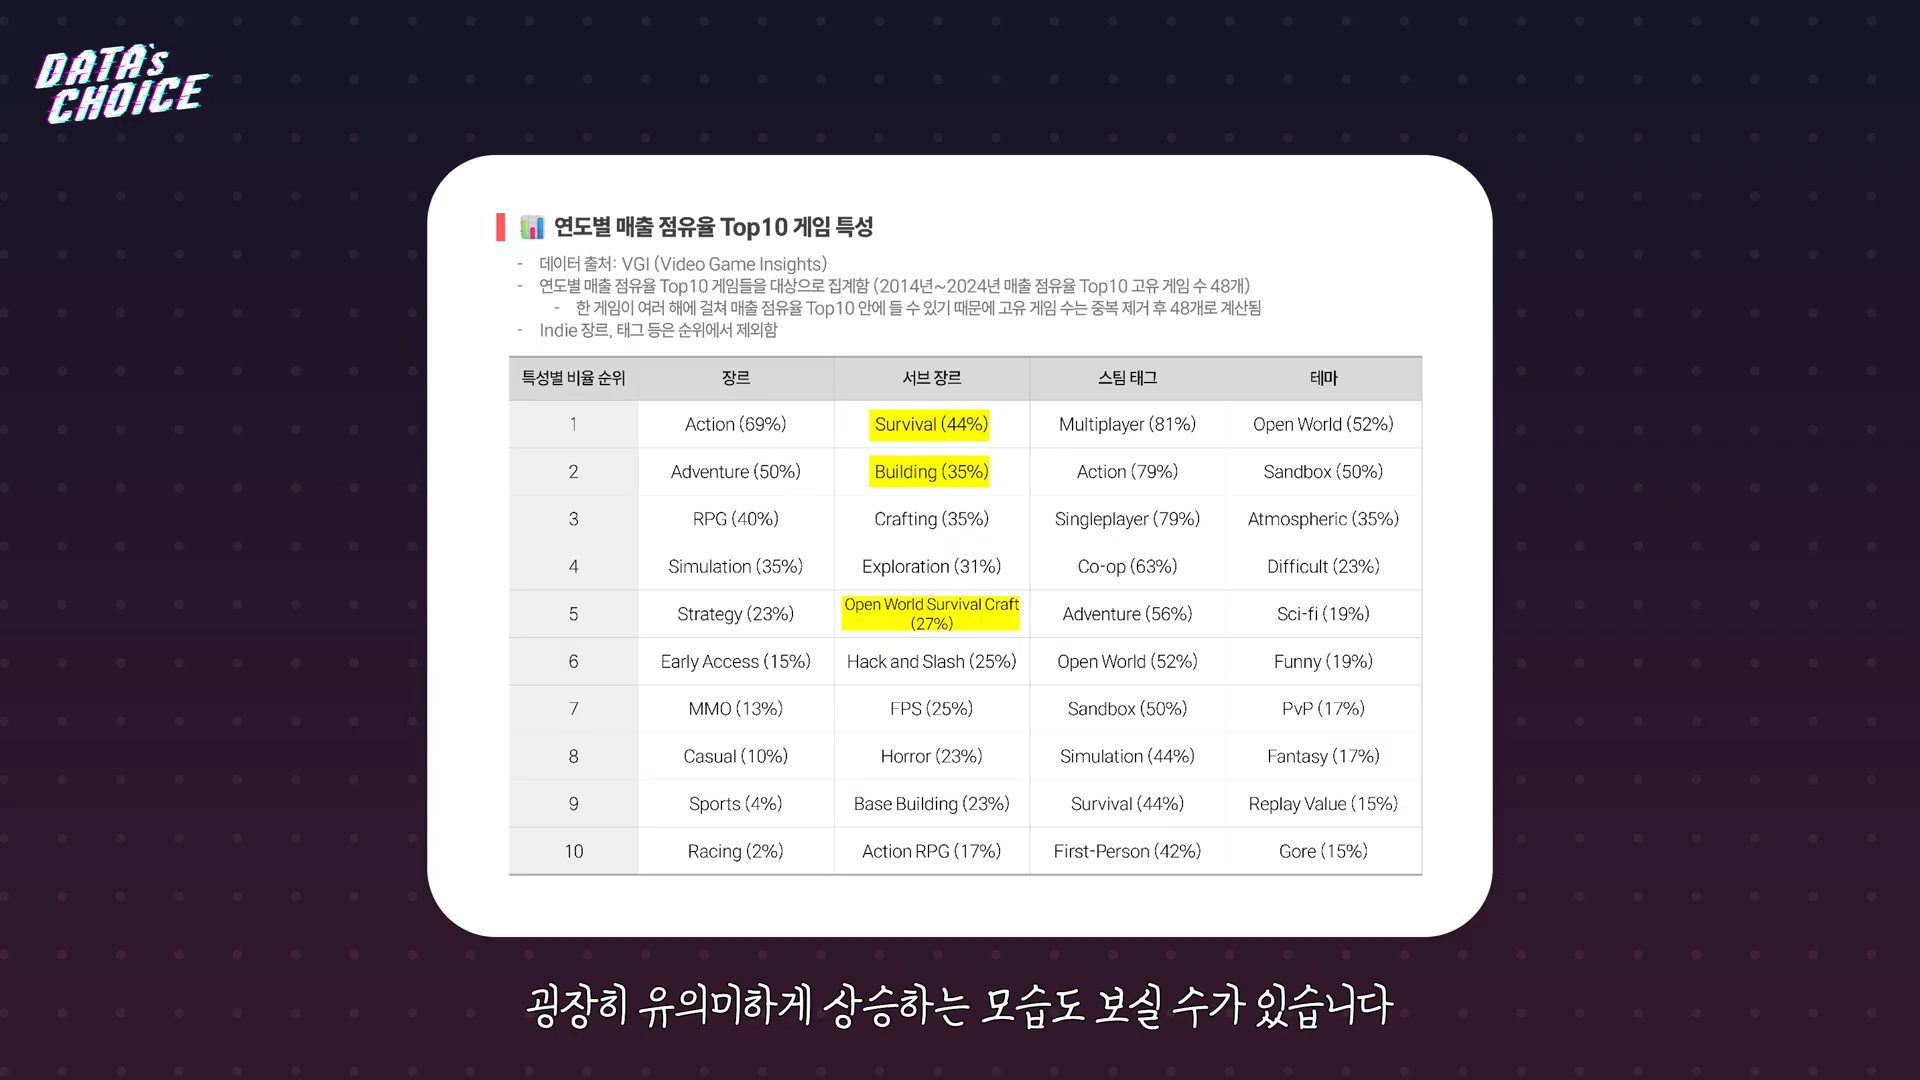 DATA's
CHOICE
연도별 매출 점유율 Top10 게임 특성
- 데이터 출처: VGI (Video Game Insights)
- 연도별 매출 점유율 Top10 게임들을 대상으로 집계함 (2014년~2024년 매출 점유율 Top10 고유 게임 수 48개)
- 한 게임이 여러 해에 걸쳐 매출 점유율 Top10 안에 들 수 있기 때문에 고유 게임 수는 중복 제거 후 48개로 계산됨
- Indie 장르, 태그 등은 순위에서 제외함
특성별 비율 순위 장르 서브 장르 스팀 태그 테마
1 Action (69%) Survival (44%) Multiplayer (81%) Open World (52%)
2 Adventure (50%) Building (35%) Action (79%) Sandbox (50%)
3 RPG (40%) Crafting (35%) Singleplayer (79%) Atmospheric (35%)
4 Simulation (35%) Exploration (31%) Co-op (63%) Difficult (23%)
5 Strategy (23%) Open World Survival Craft (27%) Adventure (56%) Sci-fi (19%)
6 Early Access (15%) Hack and Slash (25%) Open World (52%) Funny (19%)
7 MMO (13%) FPS (25%) Sandbox (50%) PvP (17%)
8 Casual (10%) Horror (23%) Simulation (44%) Fantasy (17%)
9 Sports (4%) Base Building (23%) Survival (44%) Replay Value (15%)
10 Racing (2%) Action RPG (17%) First-Person (42%) Gore (15%)
굉장히 유의미하게 상승하는 모습도 보실 수가 있습니다